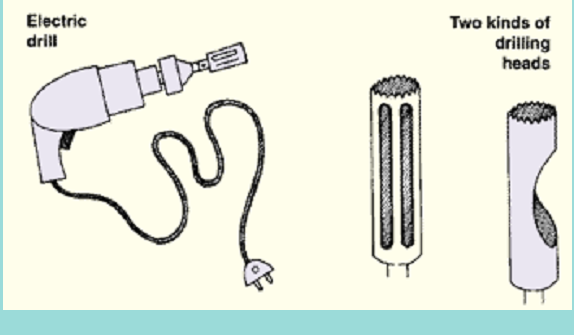 Electric
drill
Two kinds of
drilling
heads